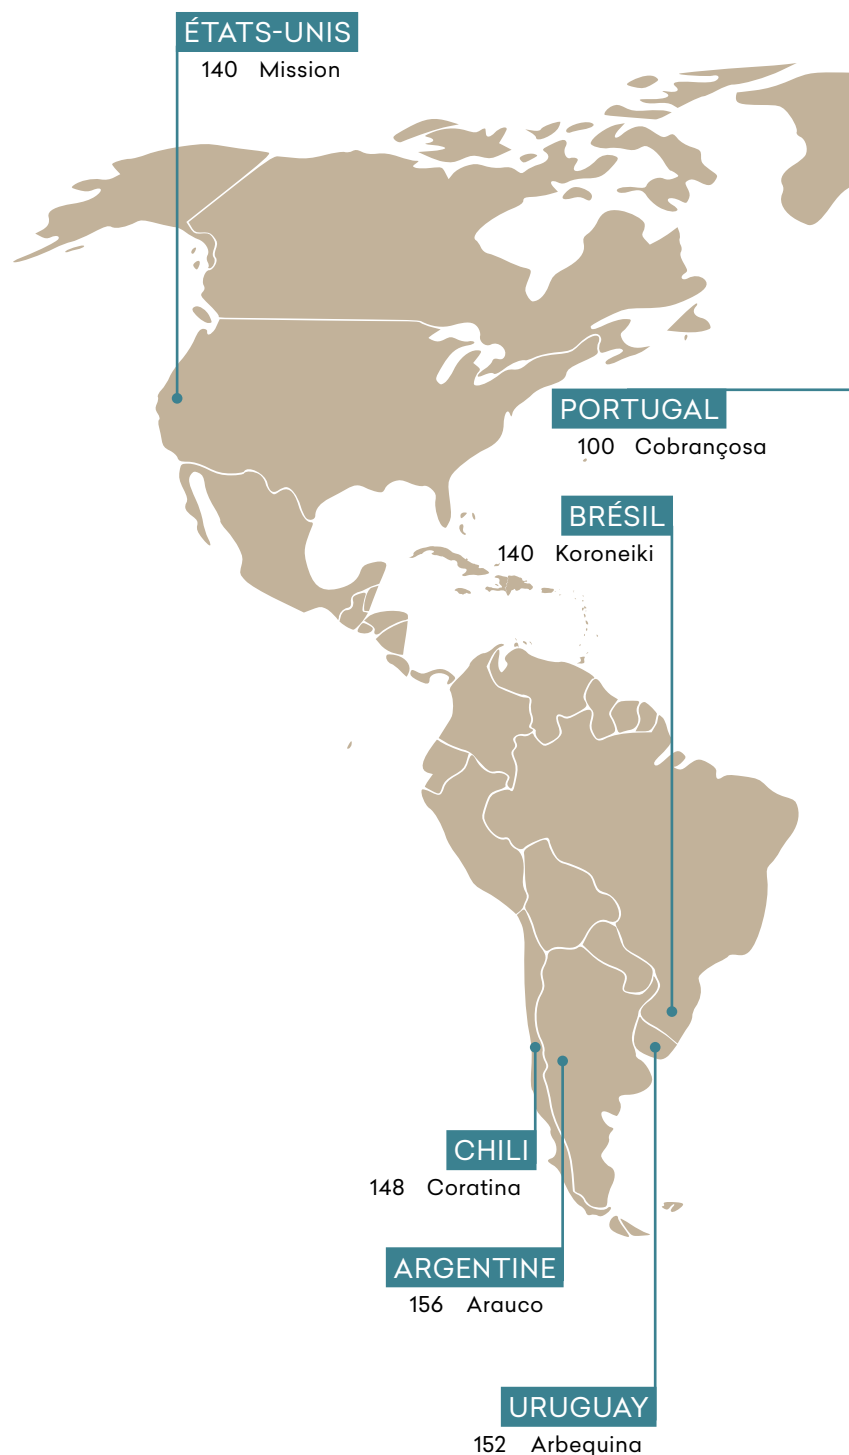 ÉTATS-UNIS
140 Mission
PORTUGAL
100 Cobrançosa
BRÉSIL
140 Koroneiki
CHILI
148 Coratina
ARGENTINE
156 Arauco
URUGUAY
152 Arbequina